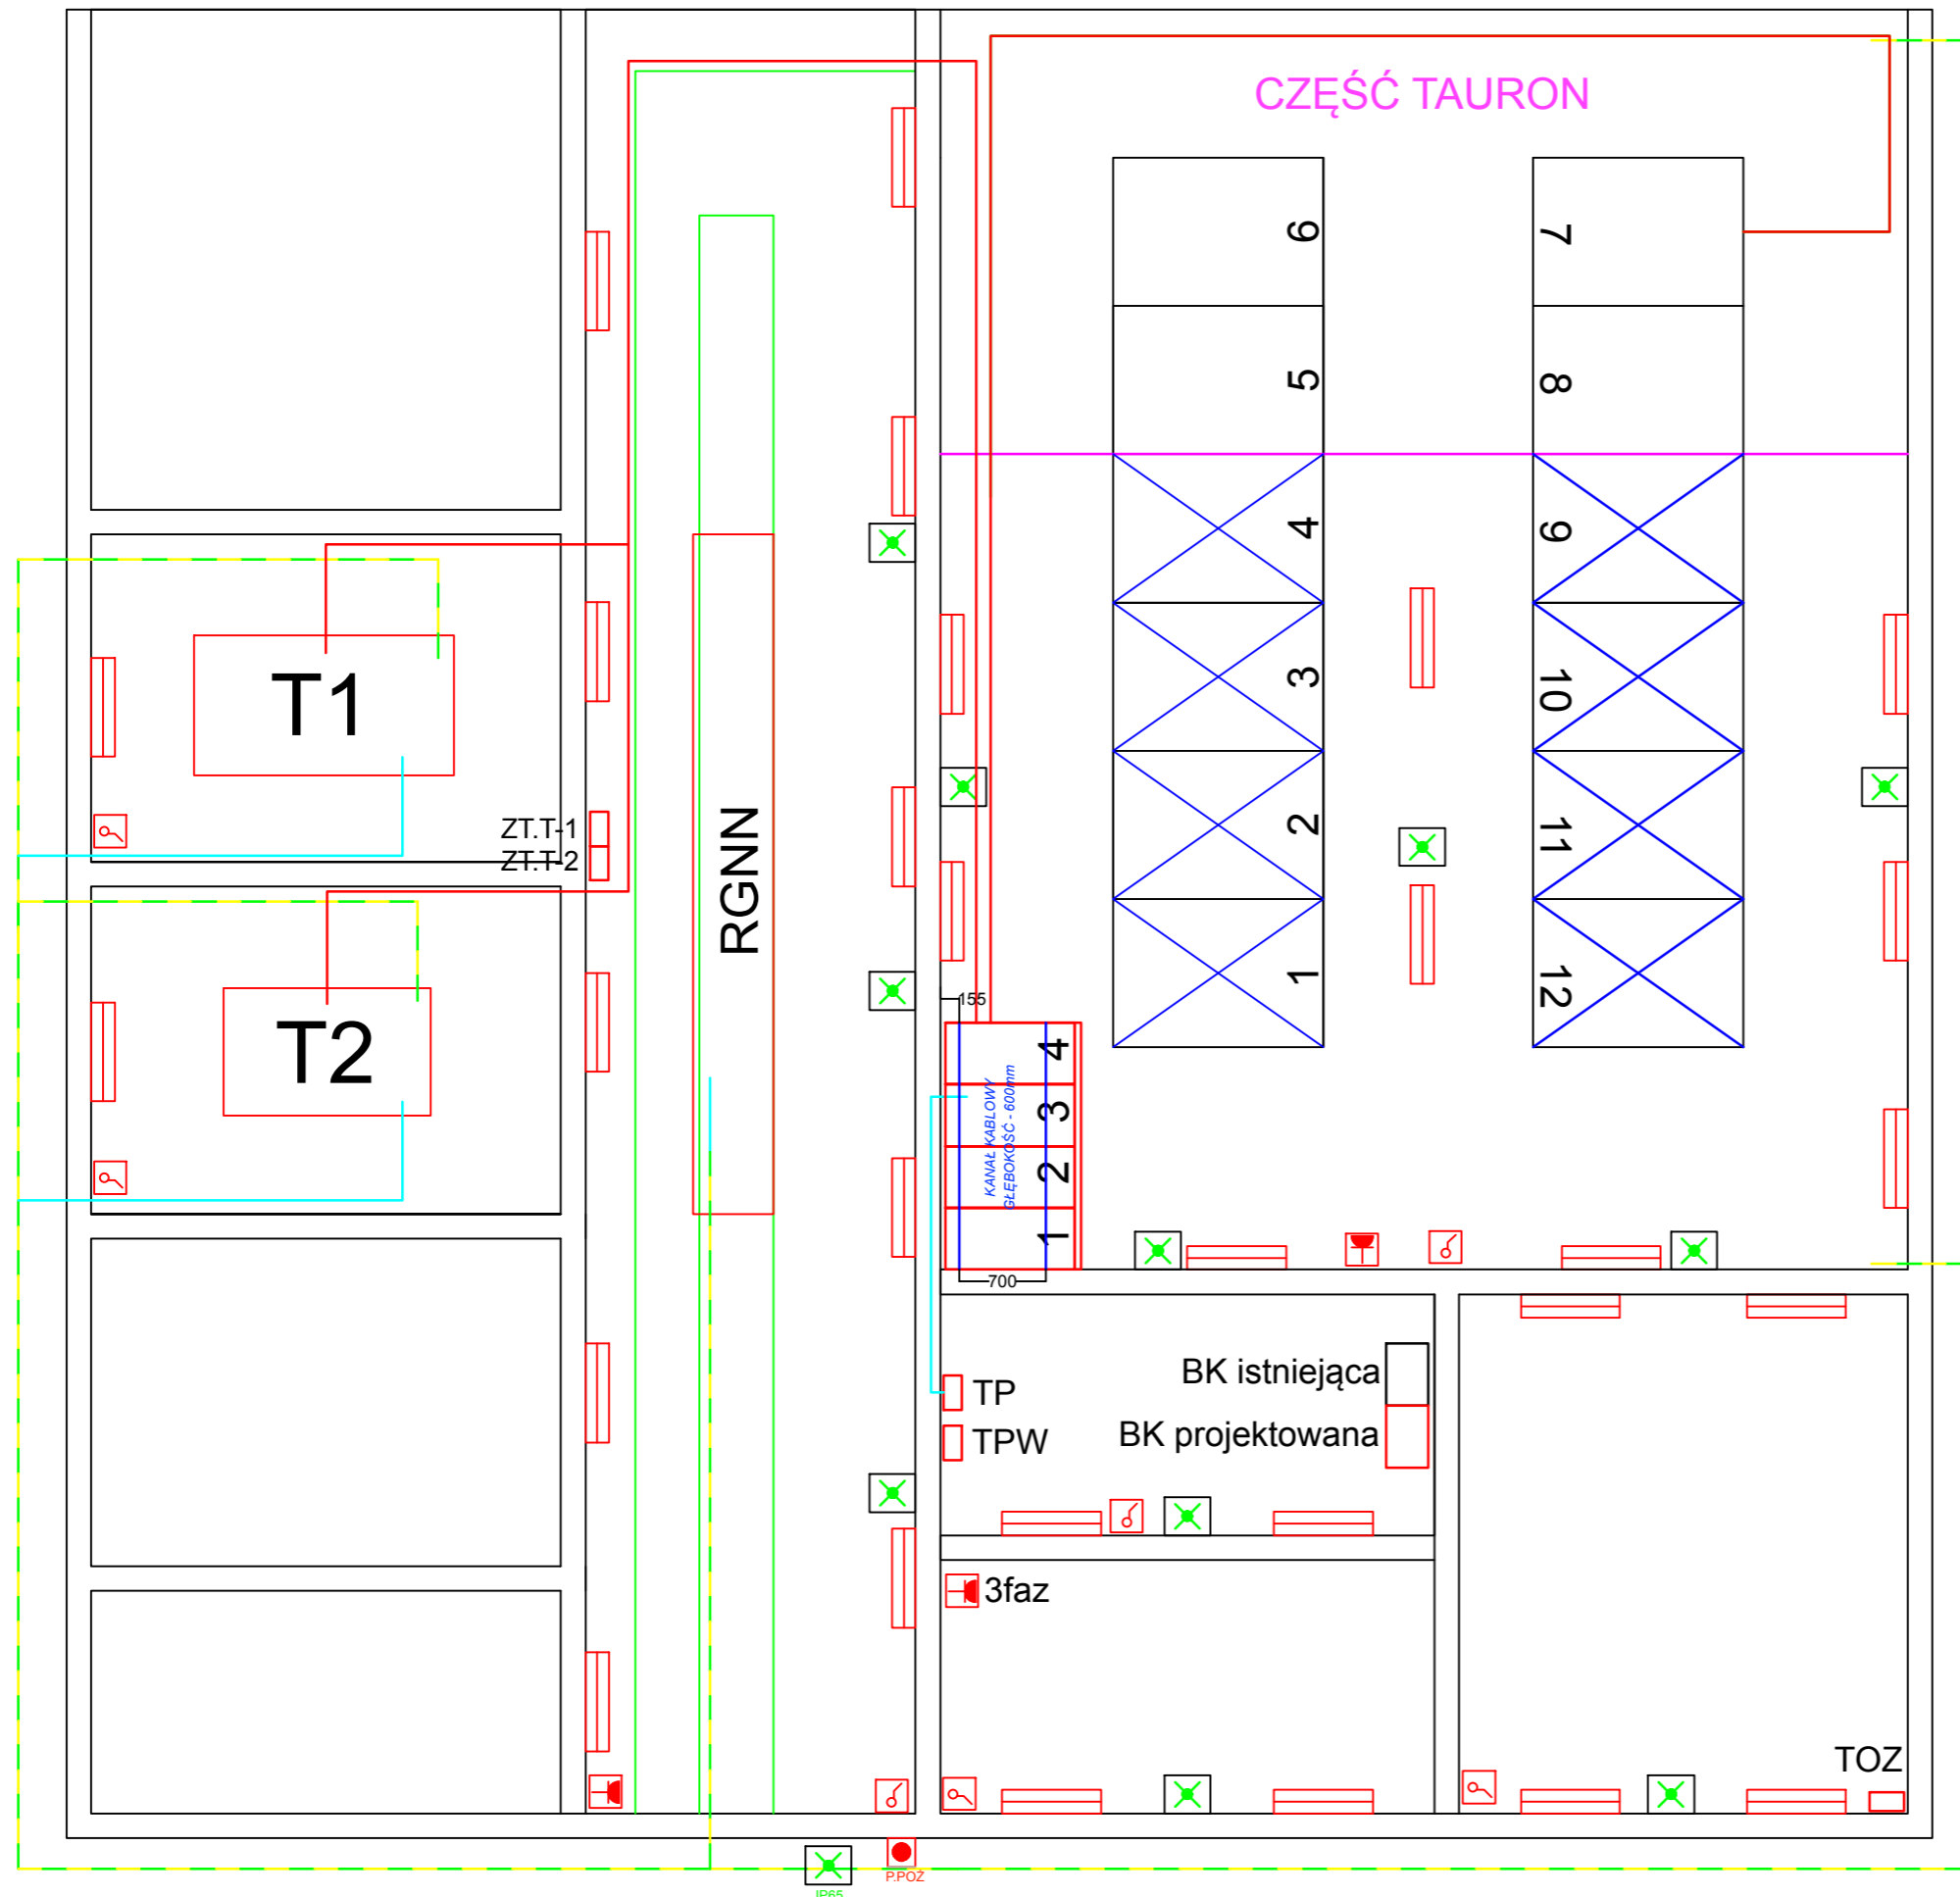 CZĘŚĆ TAURON
6
7
5
8
4
9
3
10
2
11
1
12
T1
ZT.T-1
ZT.T-2
RGNN
T2
155
4
3
2
1
KANAŁ KABLOWY
GŁĘBOKOŚĆ - 600mm
700
TP
TPW
BK istniejąca
BK projektowana
3faz
TOZ
P.POŻ
IP65